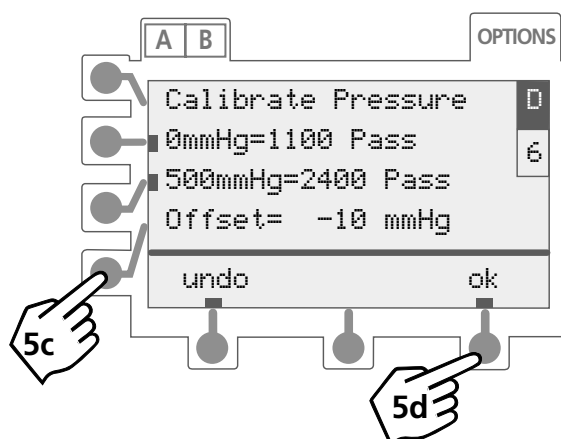 A B
OPTIONS
Calibrate Pressure
D
0mmHg=1100 Pass
6
500mmHg=2400 Pass
Offset= -10 mmHg
undo ok
5c
5d